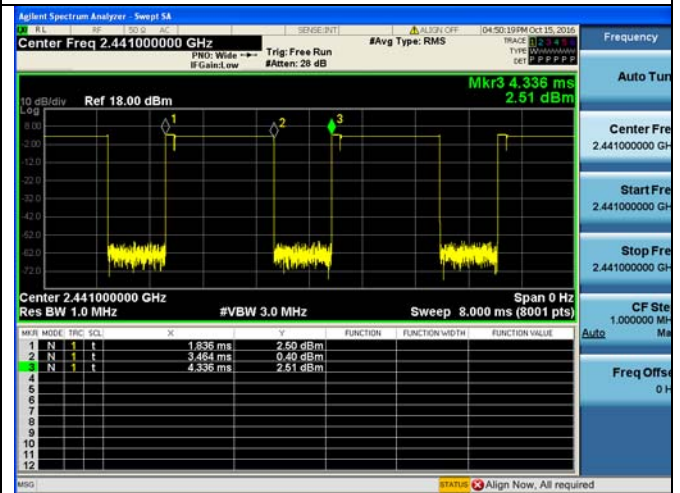 Agilent Spectrum Analyzer - Swept SA
RL RF 50 Ω AC SENSE:INT ALIGN OFF 04:50:19PM Oct 15, 2016
Center Freq 2.441000000 GHz #Avg Type: RMS TRACE 1 2 3 4 5 6
PNO: Wide Trig: Free Run TYPE
IFGain:Low #Atten: 28 dB DET P P P P P P
Mkr3 4.336 ms
2.51 dBm
10 dB/div Ref 18.00 dBm
Log
1 2 3
8.00
-2.00
-12.0
-22.0
-32.0
-42.0
-52.0
-62.0
-72.0
Center 2.441000000 GHz Span 0 Hz
Res BW 1.0 MHz #VBW 3.0 MHz Sweep 8.000 ms (8001 pts)
MKR MODE TRC SCL X Y FUNCTION FUNCTION WIDTH FUNCTION VALUE
1 N 1 t 1.836 ms 2.50 dBm
2 N 1 t 3.464 ms 0.40 dBm
3 N 1 t 4.336 ms 2.51 dBm
4
5
6
7
8
9
10
11
12
MSG STATUS Align Now, All required
Frequency
Auto Tun
Center Fre
2.441000000 GH
Start Fre
2.441000000 GH
Stop Fre
2.441000000 GH
CF Ste
1.000000 MH
Auto Ma
Freq Offse
0 H